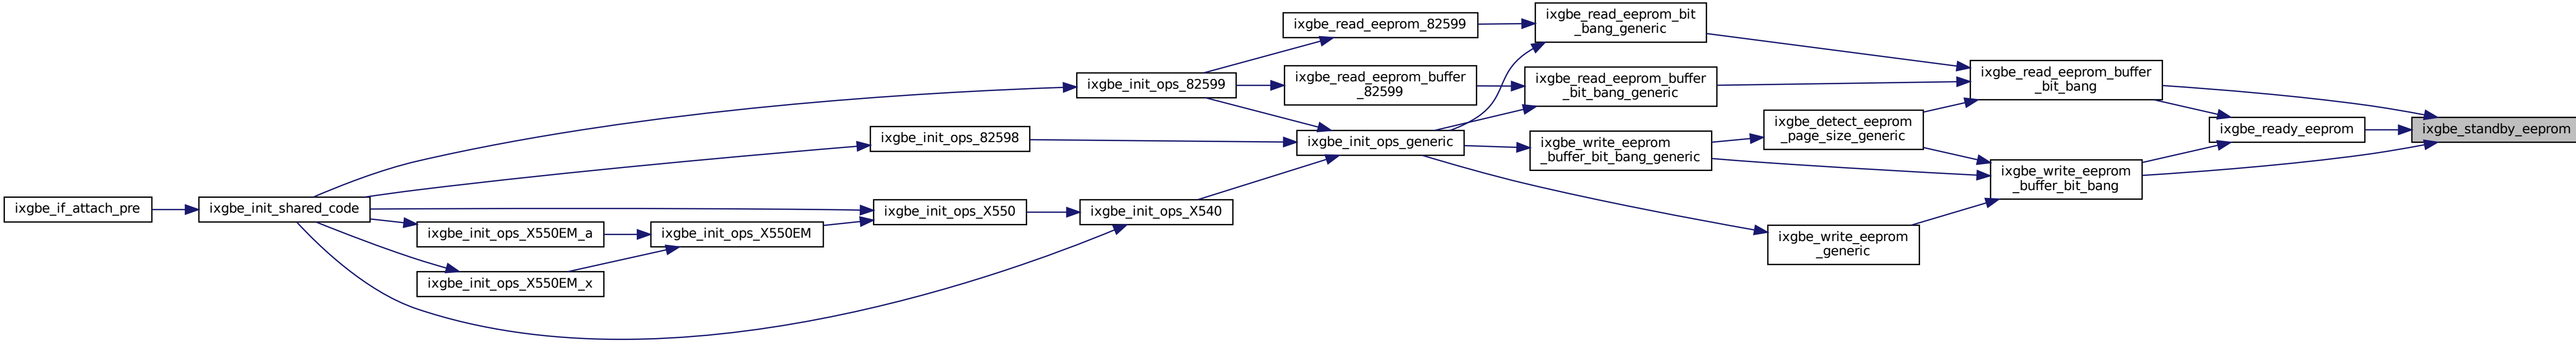 ixgbe_if_attach_pre
ixgbe_init_shared_code
ixgbe_init_ops_82599
ixgbe_init_ops_82598
ixgbe_init_ops_X550
ixgbe_init_ops_X550EM_a
ixgbe_init_ops_X550EM
ixgbe_init_ops_X550EM_x
ixgbe_init_ops_X540
ixgbe_read_eeprom_82599
ixgbe_read_eeprom_buffer
_82599
ixgbe_init_ops_generic
ixgbe_read_eeprom_bit
_bang_generic
ixgbe_read_eeprom_buffer
_bit_bang_generic
ixgbe_write_eeprom
_buffer_bit_bang_generic
ixgbe_detect_eeprom
_page_size_generic
ixgbe_write_eeprom
_generic
ixgbe_read_eeprom_buffer
_bit_bang
ixgbe_write_eeprom
_buffer_bit_bang
ixgbe_ready_eeprom
ixgbe_standby_eeprom